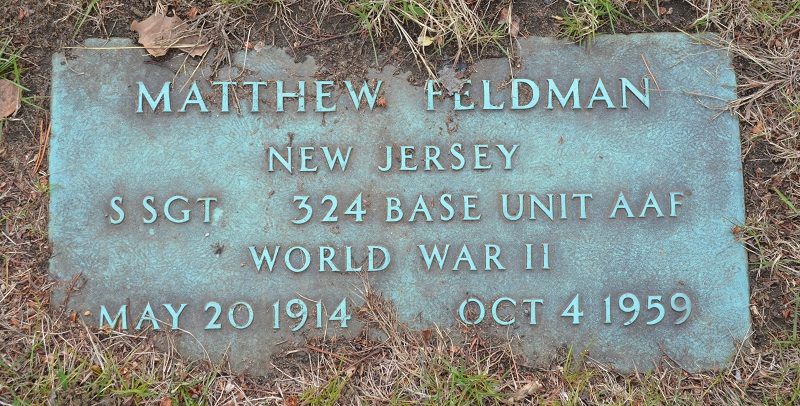 MATTHEW FELDMAN
NEW JERSEY
S SGT 324 BASE UNIT AAF
WORLD WAR II
MAY 20 1914 OCT 4 1959